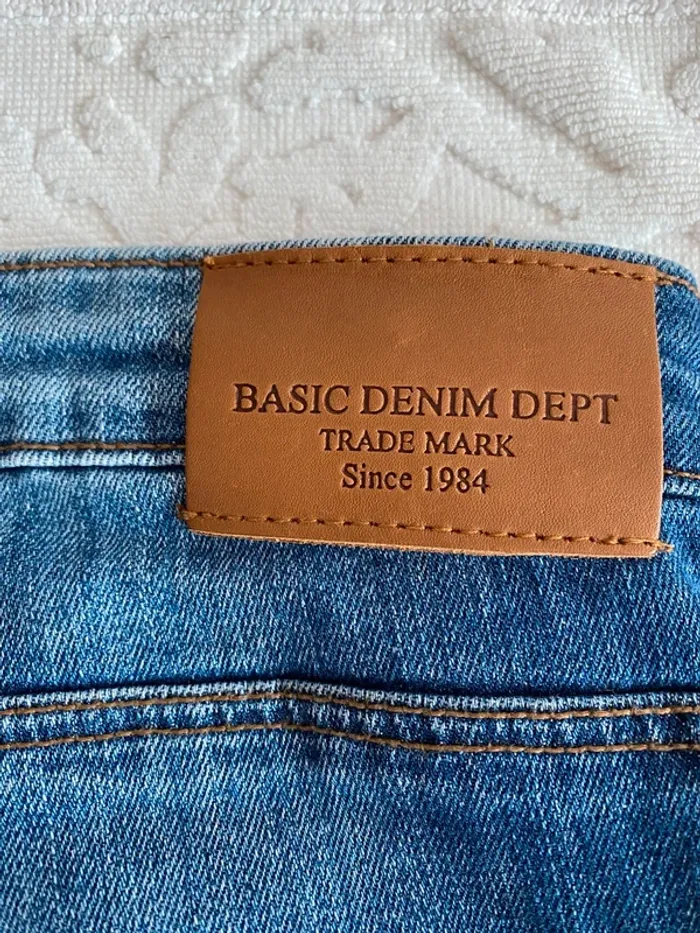 BASIC DENIM DEPT
TRADE MARK
Since 1984